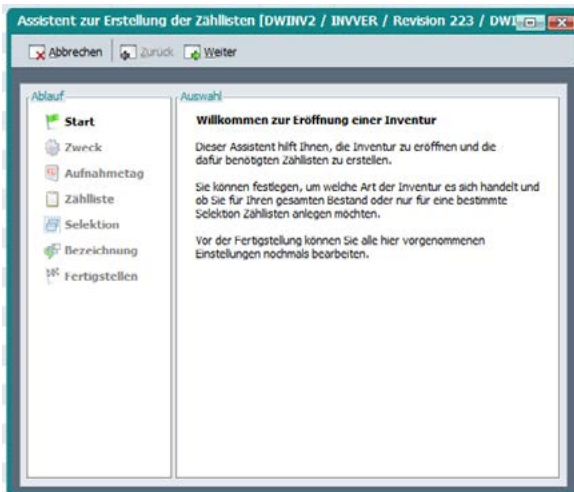 Assistent zur Erstellung der Zähllisten [DWINV2 / INVVER / Revision 223 /
Abbrechen Zurück Weiter
Ablauf
Start
Zweck
Aufnahmetag
Zählliste
Selektion
Bezeichnung
Fertigstellen
Auswahl
Willkommen zur Eröffnung einer Inventur
Dieser Assistent hilft Ihnen, die Inventur zu eröffnen und die
dafür benötigten Zähllisten zu erstellen.
Sie können festlegen, um welche Art der Inventur es sich handelt und
ob Sie für Ihren gesamten Bestand oder nur für eine bestimmte
Selektion Zähllisten anlegen möchten.
Vor der Fertigstellung können Sie alle hier vorgenommenen
Einstellungen nochmals bearbeiten.